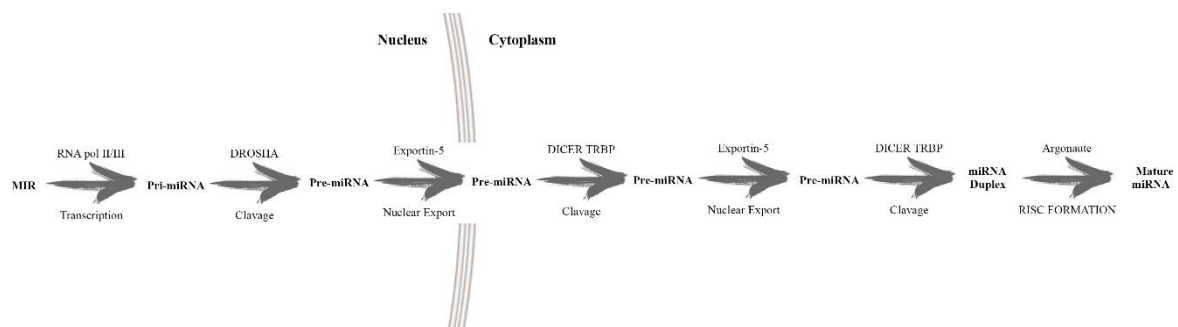 Nucleus Cytoplasm
RNA pol II/III DROSHA Exportin-5 DICER TRBP Exportin-5 DICER TRBP Argonaute
MIR Pri-miRNA Pre-miRNA Pre-miRNA Pre-miRNA Pre-miRNA miRNA Duplex Mature miRNA
Transcription Clavage Nuclear Export Clavage Nuclear Export Clavage RISC FORMATION